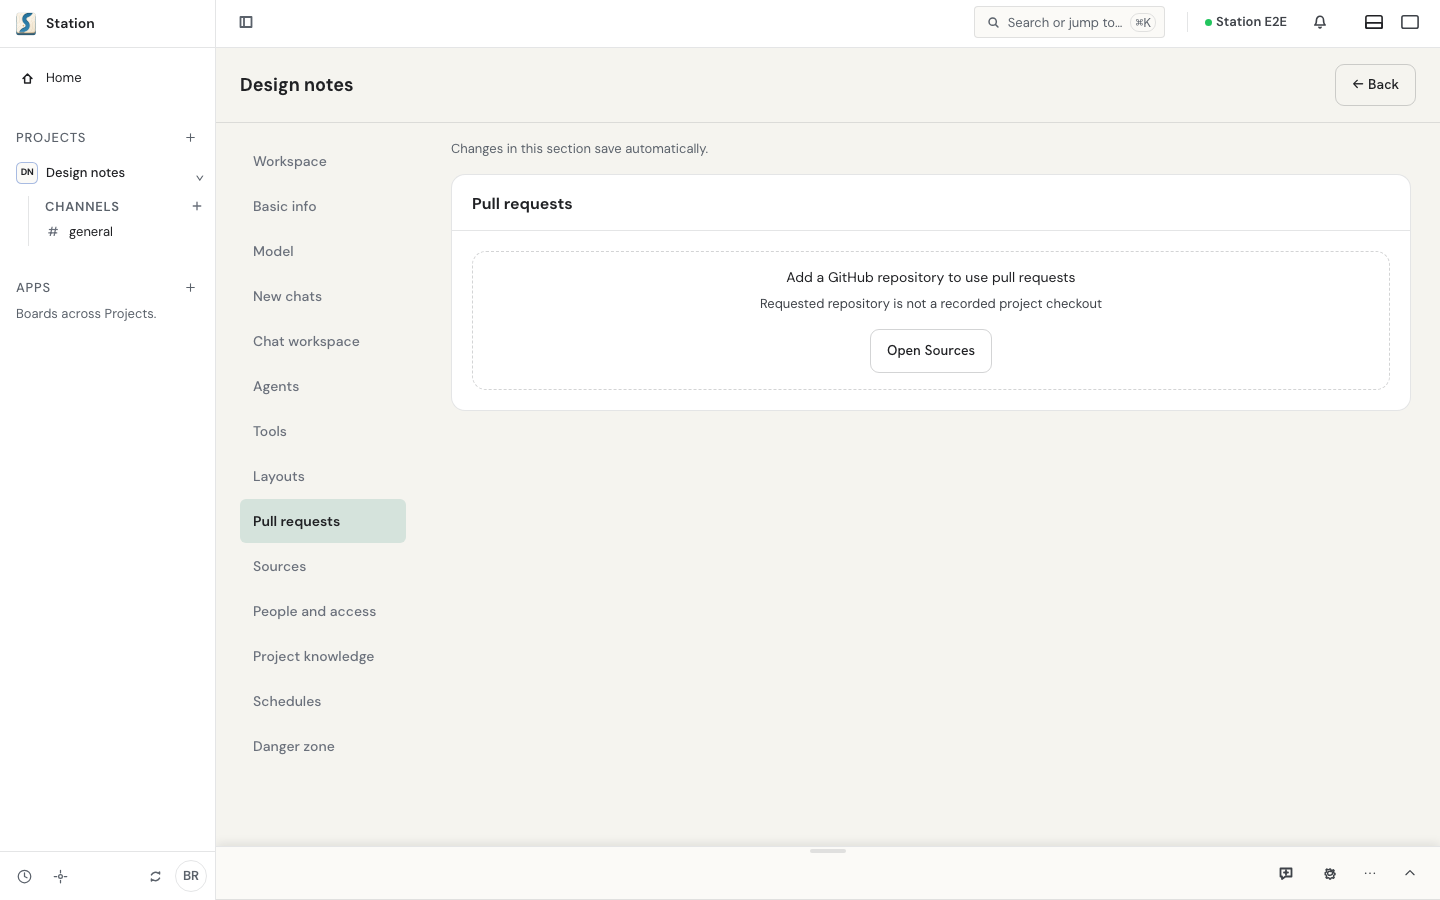 Station
Search or jump to...
⌘K
Station E2E
Home
Design notes
← Back
PROJECTS
DN
Design notes
CHANNELS
# general
APPS
Boards across Projects.
Workspace
Basic info
Model
New chats
Chat workspace
Agents
Tools
Layouts
Pull requests
Sources
People and access
Project knowledge
Schedules
Danger zone
Changes in this section save automatically.
Pull requests
Add a GitHub repository to use pull requests
Requested repository is not a recorded project checkout
Open Sources
BR